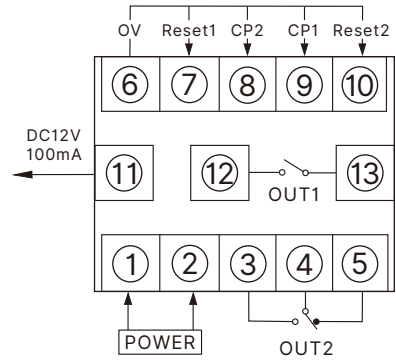 OV Reset1 CP2 CP1 Reset2
6 7 8 9 10
DC12V
100mA
11 12 13
OUT1
1 2 3 4 5
POWER
OUT2